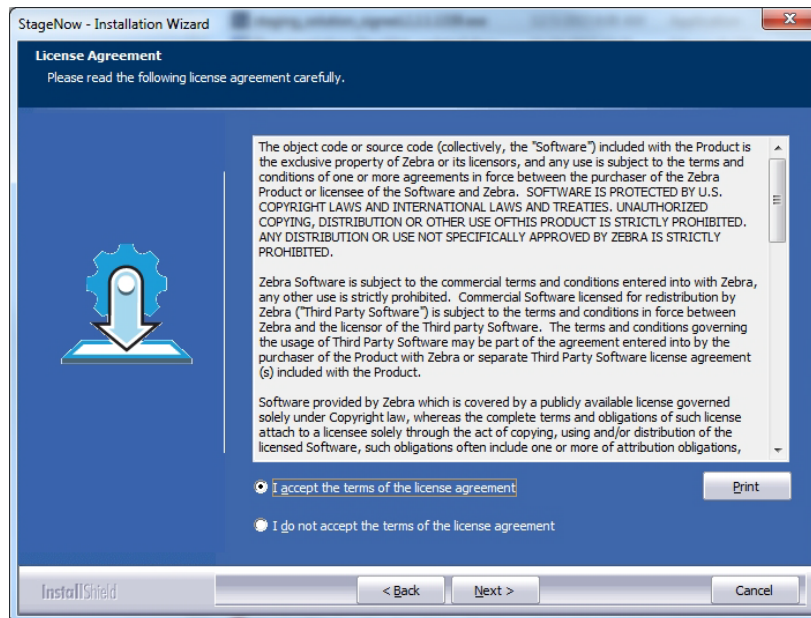 StageNow - Installation Wizard
License Agreement
Please read the following license agreement carefully.
The object code or source code (collectively, the "Software") included with the Product is
the exclusive property of Zebra or its licensors, and any use is subject to the terms and
conditions of one or more agreements in force between the purchaser of the Zebra
Product or licensee of the Software and Zebra.  SOFTWARE IS PROTECTED BY U.S.
COPYRIGHT LAWS AND INTERNATIONAL LAWS AND TREATIES. UNAUTHORIZED
COPYING, DISTRIBUTION OR OTHER USE OFTHIS PRODUCT IS STRICTLY PROHIBITED.
ANY DISTRIBUTION OR USE NOT SPECIFICALLY APPROVED BY ZEBRA IS STRICTLY
PROHIBITED.
Zebra Software is subject to the commercial terms and conditions entered into with Zebra,
any other use is strictly prohibited.  Commercial Software licensed for redistribution by
Zebra ("Third Party Software") is subject to the terms and conditions in force between
Zebra and the licensor of the Third party Software.  The terms and conditions governing
the usage of Third Party Software may be part of the agreement entered into by the
purchaser of the Product with Zebra or separate Third Party Software license agreement
(s) included with the Product.
Software provided by Zebra which is covered by a publicly available license governed
solely under Copyright law, whereas the complete terms and obligations of such license
attach to a licensee solely through the act of copying, using and/or distribution of the
licensed Software, such obligations often include one or more of attribution obligations,
I accept the terms of the license agreement
Print
I do not accept the terms of the license agreement
InstallShield
< Back
Next >
Cancel